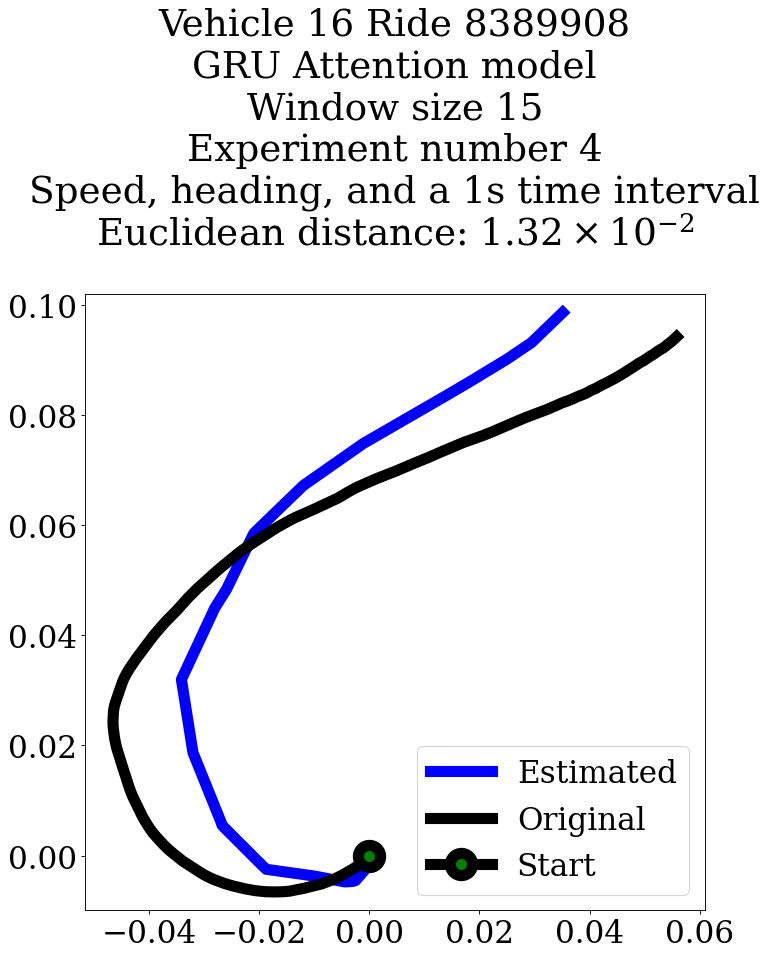 Vehicle 16 Ride 8389908
GRU Attention model
Window size 15
Experiment number 4
Speed, heading, and a 1s time interval
Euclidean distance: 1.32 × 10⁻²
0.10
0.08
0.06
0.04
0.02
0.00
Estimated
Original
Start
−0.04 −0.02 0.00 0.02 0.04 0.06